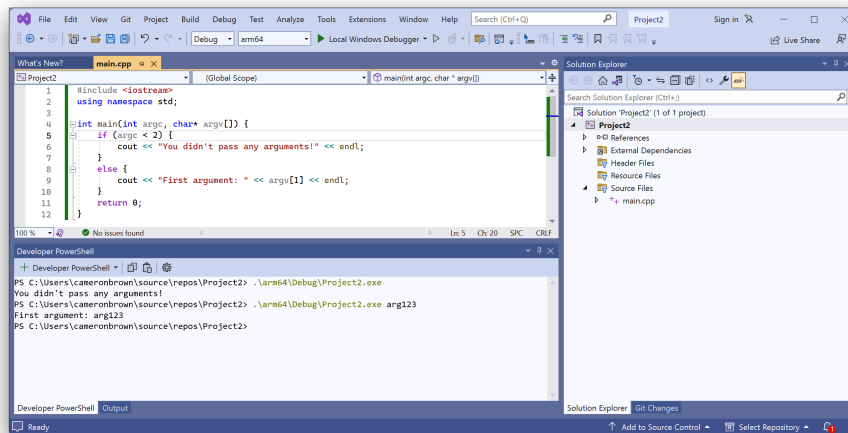 File Edit View Git Project Build Debug Test Analyze Tools Extensions Window Help Search (Ctrl+Q) Project2 Sign in
Debug arm64 Local Windows Debugger Live Share
What's New? main.cpp
Project2 (Global Scope) main(int argc, char * argv[])
1 #include <iostream>
2 using namespace std;
3
4 int main(int argc, char* argv[]) {
5 if (argc < 2) {
6 cout << "You didn't pass any arguments!" << endl;
7 }
8 else {
9 cout << "First argument: " << argv[1] << endl;
10 }
11 return 0;
12 }
100 % No issues found Ln: 5 Ch: 20 SPC CRLF
Developer PowerShell
Developer PowerShell
PS C:\Users\cameronbrown\source\repos\Project2> .\arm64\Debug\Project2.exe
You didn't pass any arguments!
PS C:\Users\cameronbrown\source\repos\Project2> .\arm64\Debug\Project2.exe arg123
First argument: arg123
PS C:\Users\cameronbrown\source\repos\Project2>
Developer PowerShell Output
Solution Explorer
Search Solution Explorer (Ctrl+;)
Solution 'Project2' (1 of 1 project)
Project2
References
External Dependencies
Header Files
Resource Files
Source Files
++ main.cpp
Solution Explorer Git Changes
Ready Add to Source Control Select Repository 1